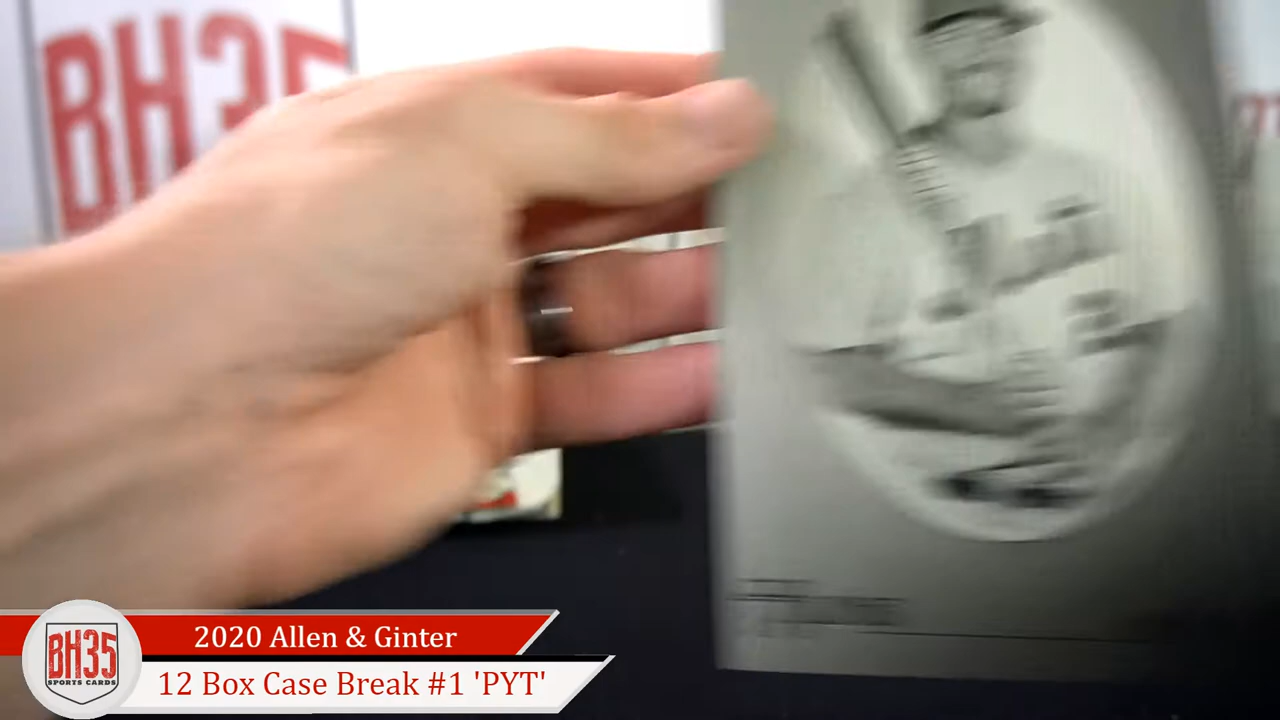 BH35
2020 Allen & Ginter
BH35
SPORTS CARDS
12 Box Case Break #1 'PYT'